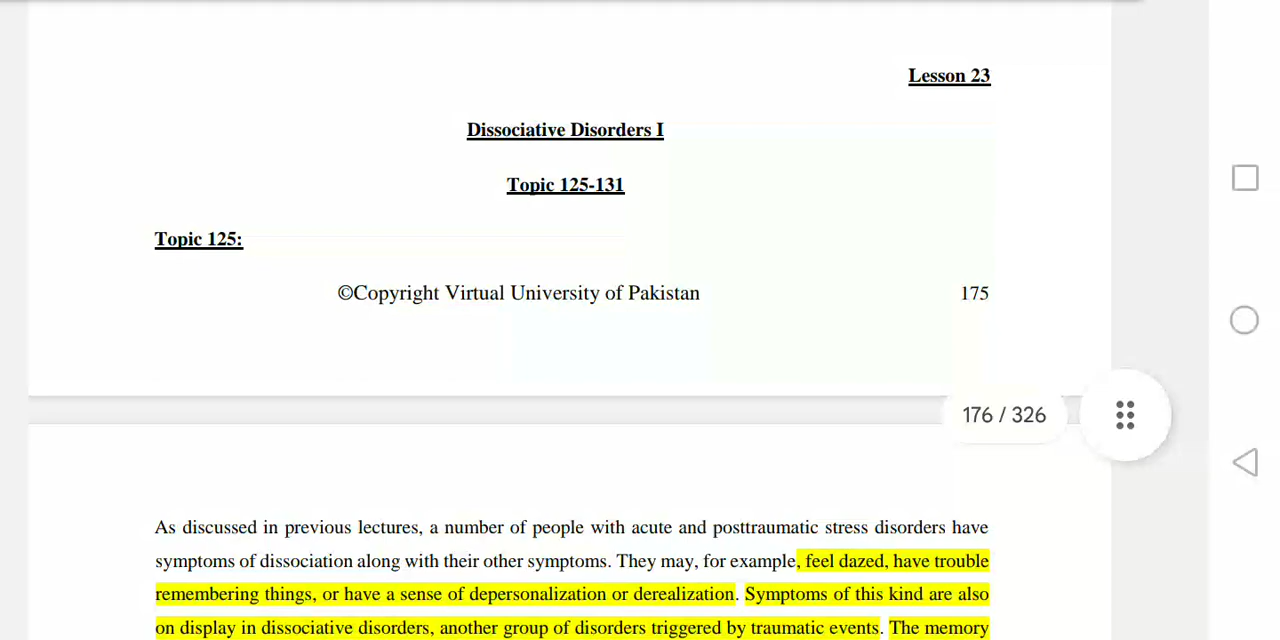 Lesson 23
Dissociative Disorders I
Topic 125-131
Topic 125:
©Copyright Virtual University of Pakistan 175
176 / 326
As discussed in previous lectures, a number of people with acute and posttraumatic stress disorders have
symptoms of dissociation along with their other symptoms. They may, for example, feel dazed, have trouble
remembering things, or have a sense of depersonalization or derealization. Symptoms of this kind are also
on display in dissociative disorders, another group of disorders triggered by traumatic events. The memory